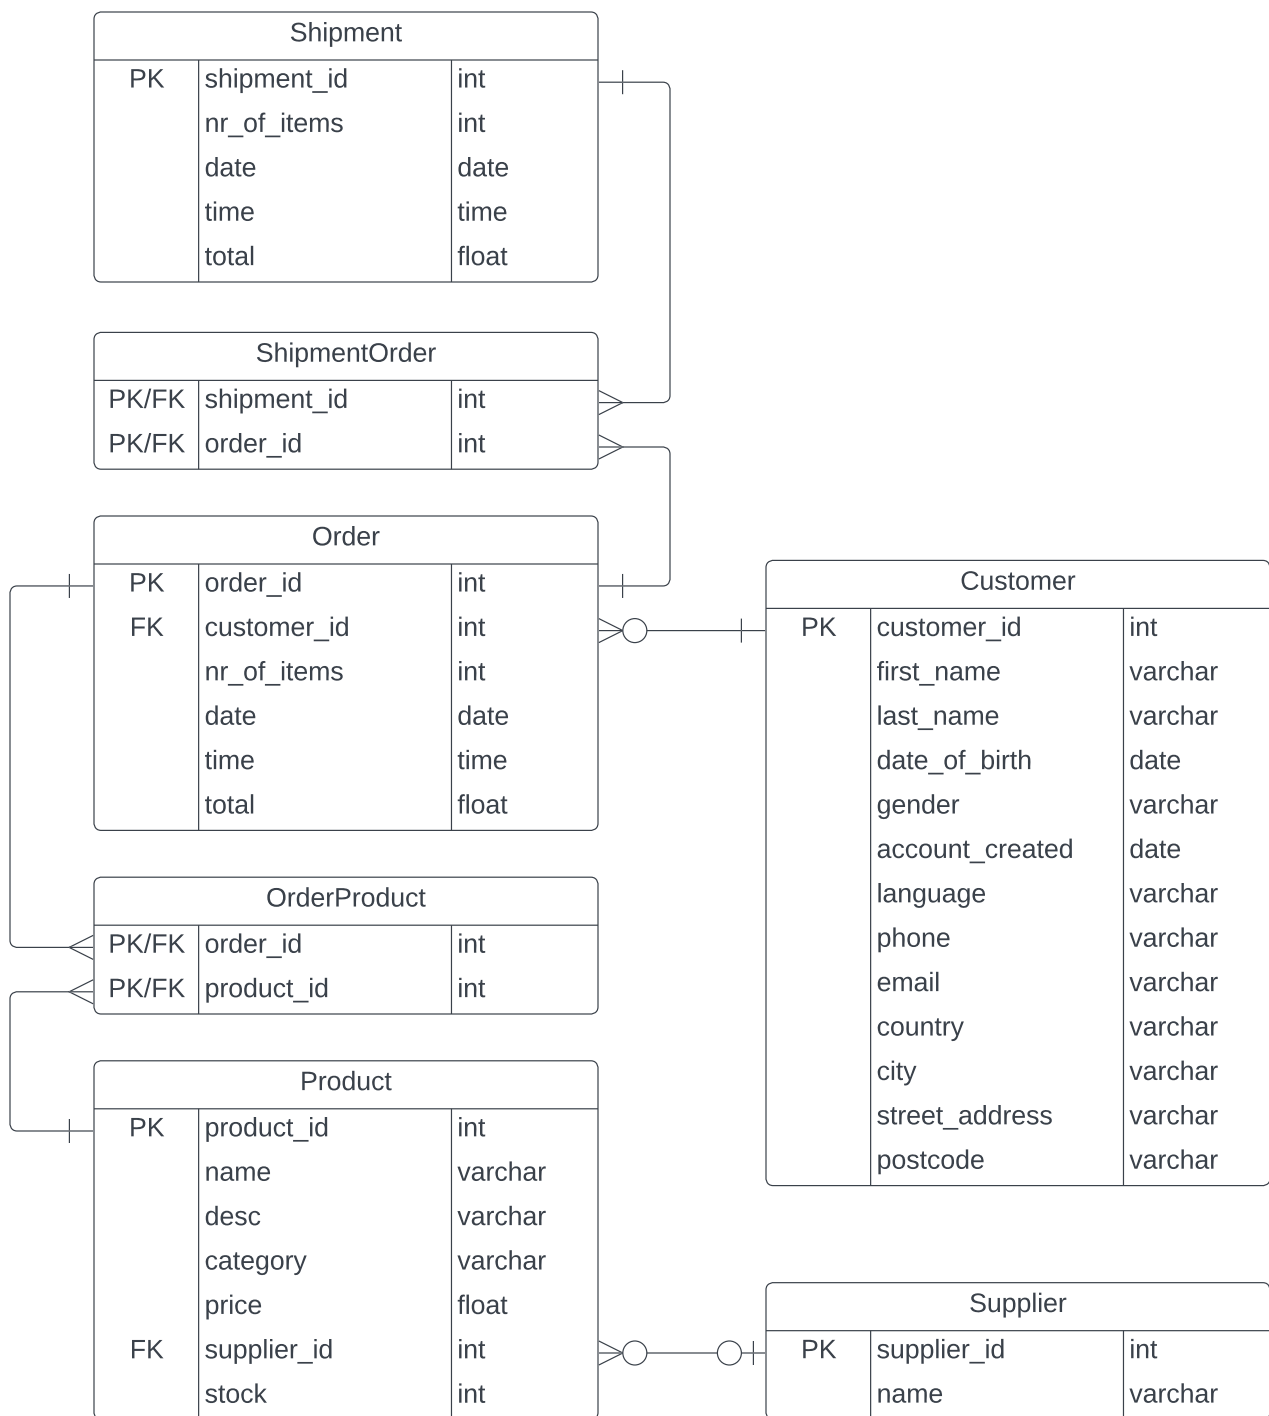 Shipment
PK shipment_id int
nr_of_items int
date date
time time
total float
ShipmentOrder
PK/FK shipment_id int
PK/FK order_id int
Order
PK order_id int
FK customer_id int
nr_of_items int
date date
time time
total float
Customer
PK customer_id int
first_name varchar
last_name varchar
date_of_birth date
gender varchar
account_created date
language varchar
phone varchar
email varchar
country varchar
city varchar
street_address varchar
postcode varchar
OrderProduct
PK/FK order_id int
PK/FK product_id int
Product
PK product_id int
name varchar
desc varchar
category varchar
price float
FK supplier_id int
stock int
Supplier
PK supplier_id int
name varchar